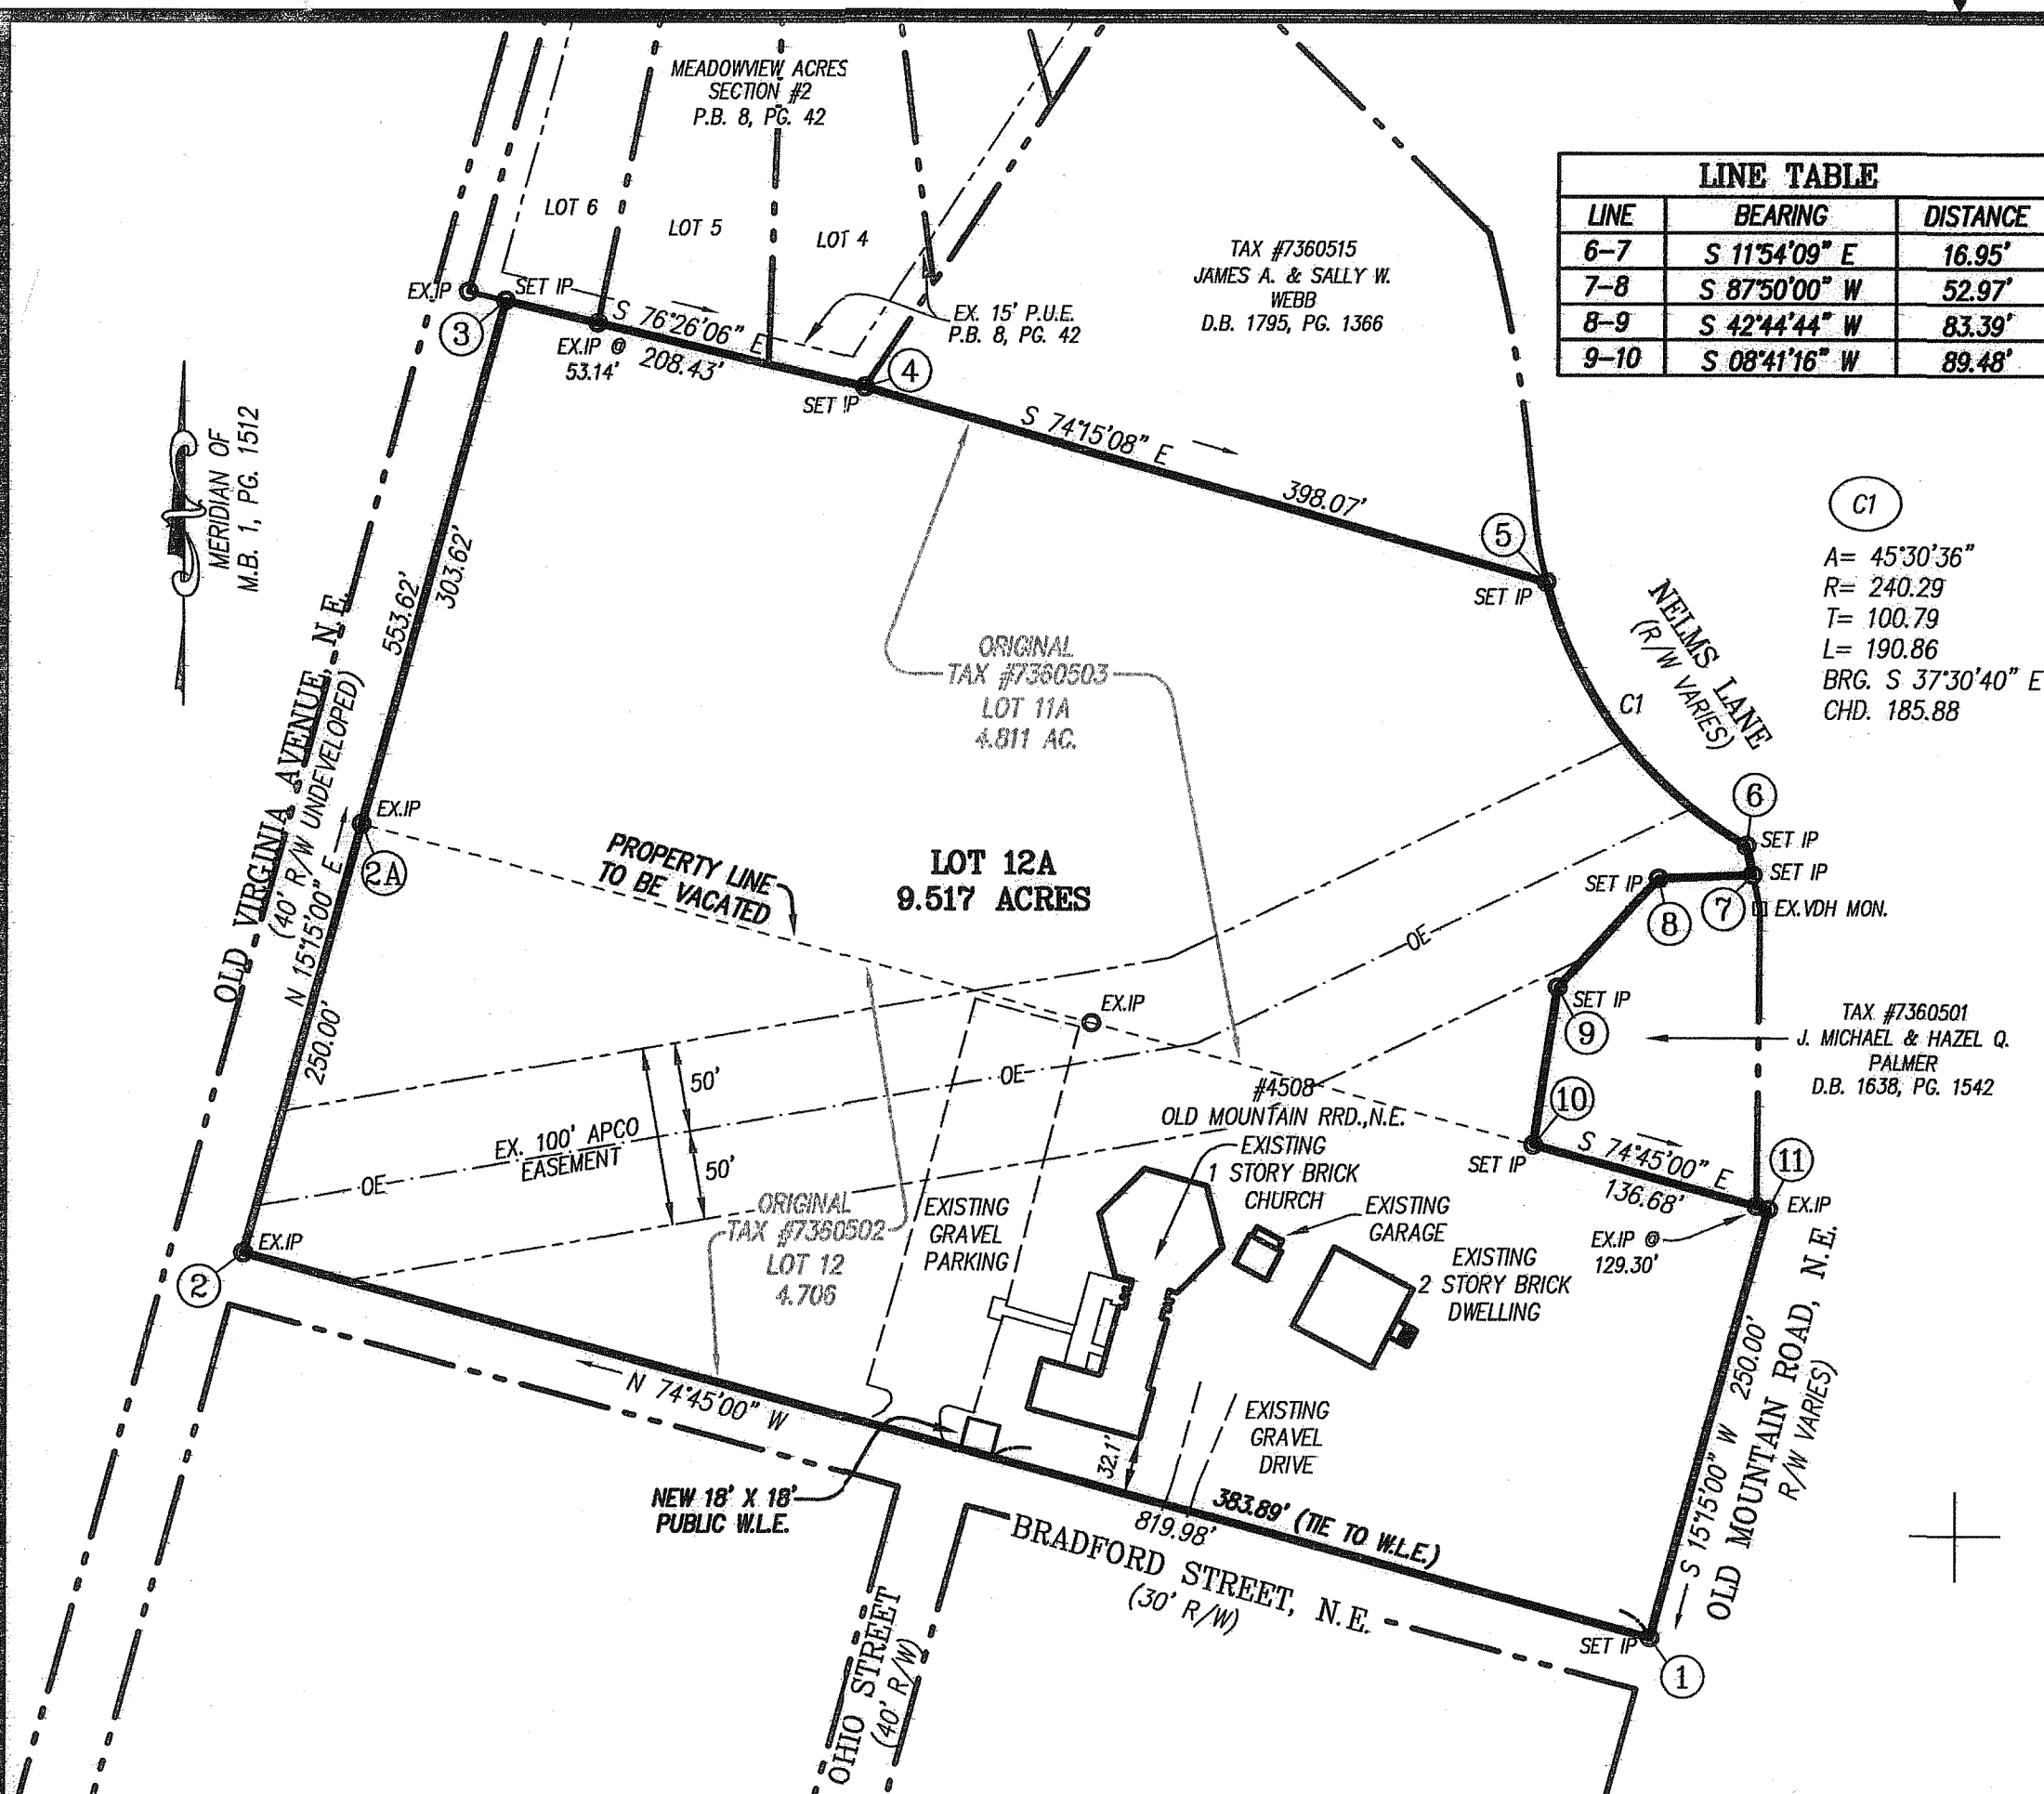 MEADOWVIEW ACRES
SECTION #2
P.B. 8, PG. 42
LOT 6
LOT 5
LOT 4
TAX #7360515
JAMES A. & SALLY W.
WEBB
D.B. 1795, PG. 1366
LINE TABLE
LINE BEARING DISTANCE
6-7 S 11°54'09" E 16.95'
7-8 S 87°50'00" W 52.97'
8-9 S 42°44'44" W 83.39'
9-10 S 08°41'16" W 89.48'
EX.IP
SET IP
3
S 76°26'06" E
208.43'
EX.IP @
53.14'
EX. 15' P.U.E.
P.B. 8, PG. 42
4
SET IP
S 74°15'08" E
398.07'
5
SET IP
MERIDIAN OF
M.B. 1, PG. 1512
C1
A= 45°30'36"
R= 240.29
T= 100.79
L= 190.86
BRG. S 37°30'40" E
CHD. 185.88
NELMS LANE
(R/W VARIES)
C1
553.62'
303.62'
ORIGINAL
TAX #7360503
LOT 11A
4.811 AC.
OLD VIRGINIA AVENUE, N.E.
(40' R/W UNDEVELOPED)
N 15°15'00" E
250.00'
EX.IP
2A
PROPERTY LINE
TO BE VACATED
LOT 12A
9.517 ACRES
6
SET IP
SET IP
7
SET IP
8
EX.VDH MON.
OE
SET IP
9
EX.IP
TAX #7360501
J. MICHAEL & HAZEL Q.
PALMER
D.B. 1638, PG. 1542
OE
50'
50'
EX. 100' APCO
EASEMENT
OE
#4508
OLD MOUNTAIN RRD.,N.E.
10
SET IP
S 74°45'00" E
136.68'
11
EX.IP
EX.IP @
129.30'
EXISTING
1 STORY BRICK
CHURCH
EXISTING
GARAGE
EXISTING
2 STORY BRICK
DWELLING
EXISTING
GRAVEL
PARKING
ORIGINAL
TAX #7360502
LOT 12
4.706
EX.IP
2
N 74°45'00" W
NEW 18' X 18'
PUBLIC W.L.E.
32.1'
EXISTING
GRAVEL
DRIVE
383.89' (TIE TO W.L.E.)
819.98'
BRADFORD STREET, N.E.
(30' R/W)
S 15°15'00" W 250.00'
OLD MOUNTAIN ROAD, N.E.
R/W VARIES)
SET IP
1
OHIO STREET
(40' R/W)